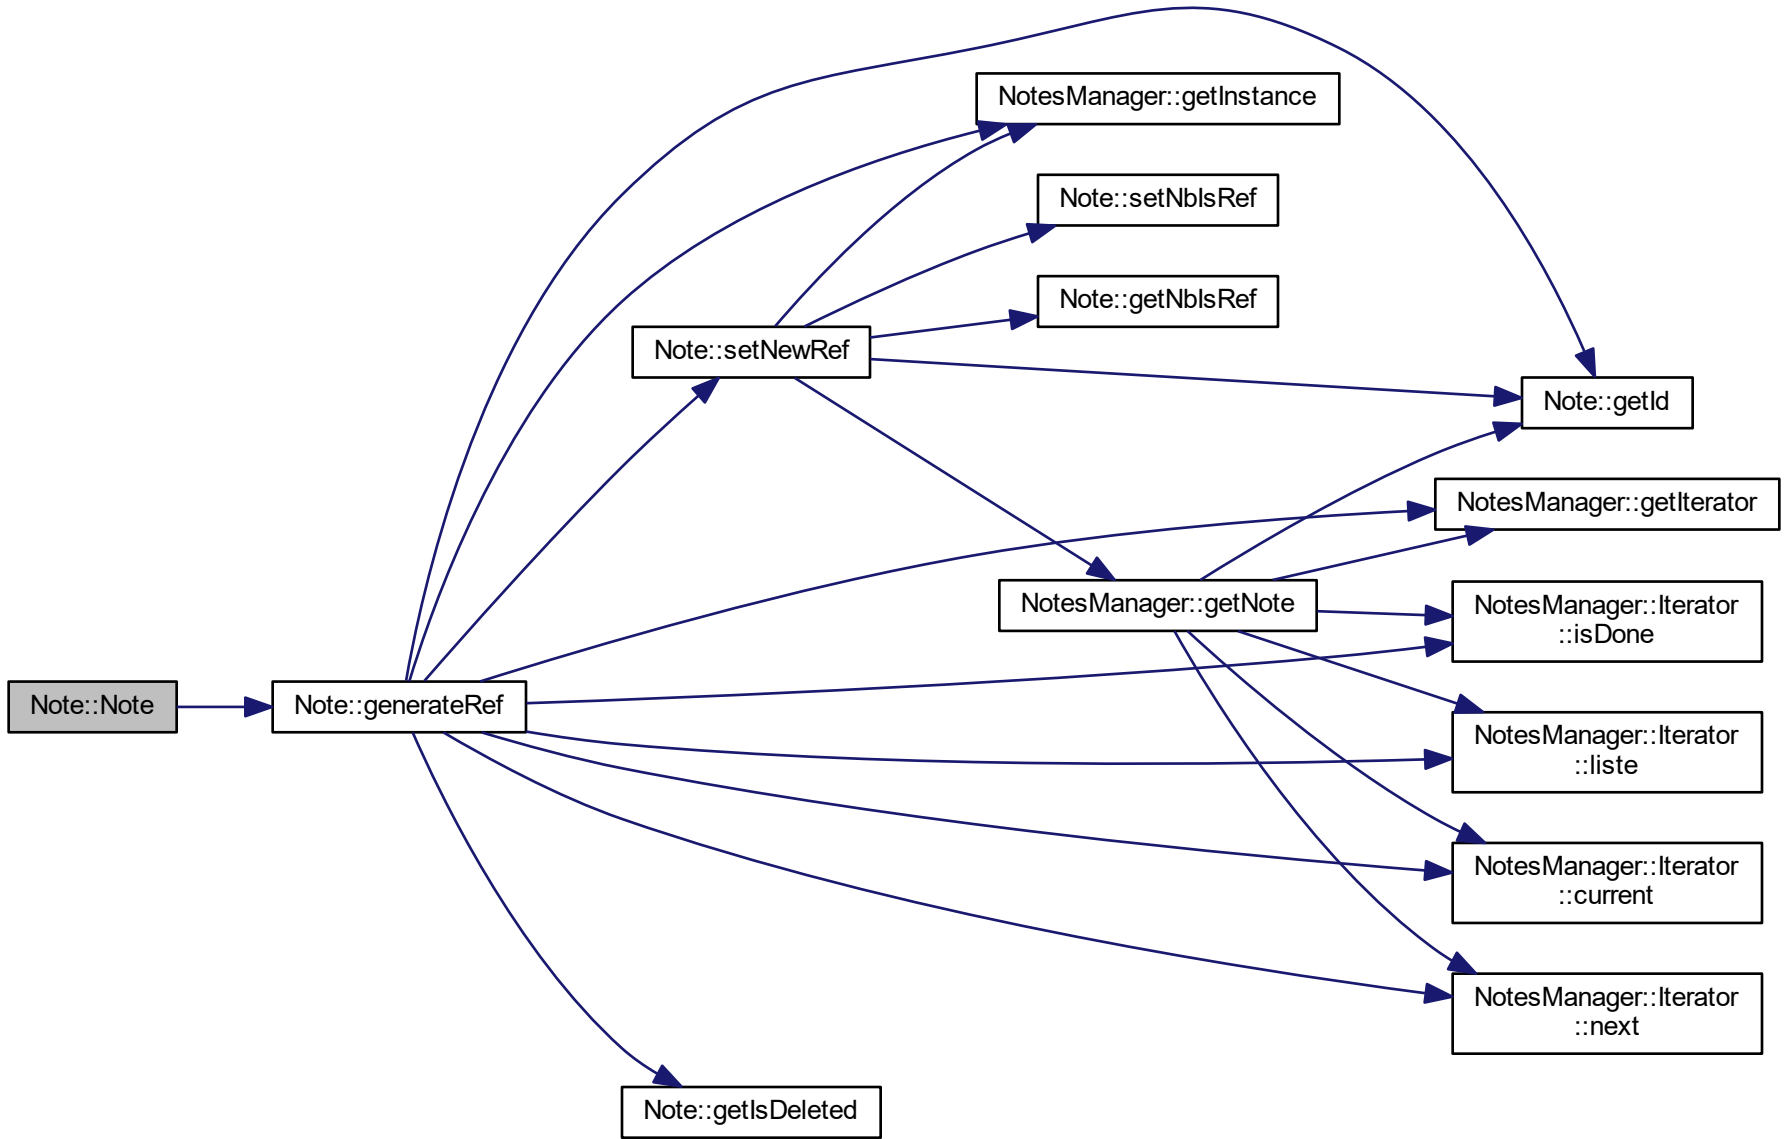 NotesManager::getInstance
Note::setNbIsRef
Note::getNbIsRef
Note::setNewRef
Note::getId
NotesManager::getIterator
NotesManager::getNote
NotesManager::Iterator
::isDone
Note::Note
Note::generateRef
NotesManager::Iterator
::liste
NotesManager::Iterator
::current
NotesManager::Iterator
::next
Note::getIsDeleted